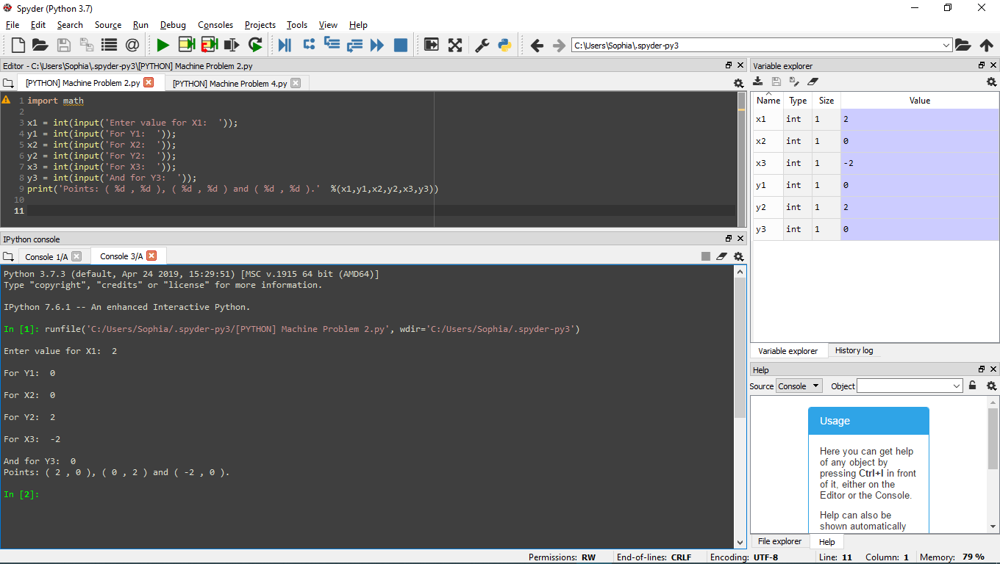 Spyder (Python 3.7)
File Edit Search Source Run Debug Consoles Projects Tools View Help
C:\Users\Sophia\.spyder-py3
Editor - C:\Users\Sophia\.spyder-py3\[PYTHON] Machine Problem 2.py
[PYTHON] Machine Problem 2.py [PYTHON] Machine Problem 4.py
1 import math
2
3 x1 = int(input('Enter value for X1:  '));
4 y1 = int(input('For Y1:  '));
5 x2 = int(input('For X2:  '));
6 y2 = int(input('For Y2:  '));
7 x3 = int(input('For X3:  '));
8 y3 = int(input('And for Y3:  '));
9 print('Points: ( %d , %d ), ( %d , %d ) and ( %d , %d ).'  %(x1,y1,x2,y2,x3,y3))
10
11
IPython console
Console 1/A Console 3/A
Python 3.7.3 (default, Apr 24 2019, 15:29:51) [MSC v.1915 64 bit (AMD64)]
Type "copyright", "credits" or "license" for more information.
IPython 7.6.1 -- An enhanced Interactive Python.
In [1]: runfile('C:/Users/Sophia/.spyder-py3/[PYTHON] Machine Problem 2.py', wdir='C:/Users/Sophia/.spyder-py3')
Enter value for X1:  2
For Y1:  0
For X2:  0
For Y2:  2
For X3:  -2
And for Y3:  0
Points: ( 2 , 0 ), ( 0 , 2 ) and ( -2 , 0 ).
In [2]:
Variable explorer
Name Type Size Value
x1 int 1 2
x2 int 1 0
x3 int 1 -2
y1 int 1 0
y2 int 1 2
y3 int 1 0
Variable explorer History log
Help
Source Console Object
Usage
Here you can get help
of any object by
pressing Ctrl+I in front
of it, either on the
Editor or the Console.
Help can also be
shown automatically
File explorer Help
Permissions: RW End-of-lines: CRLF Encoding: UTF-8 Line: 11 Column: 1 Memory: 79 %